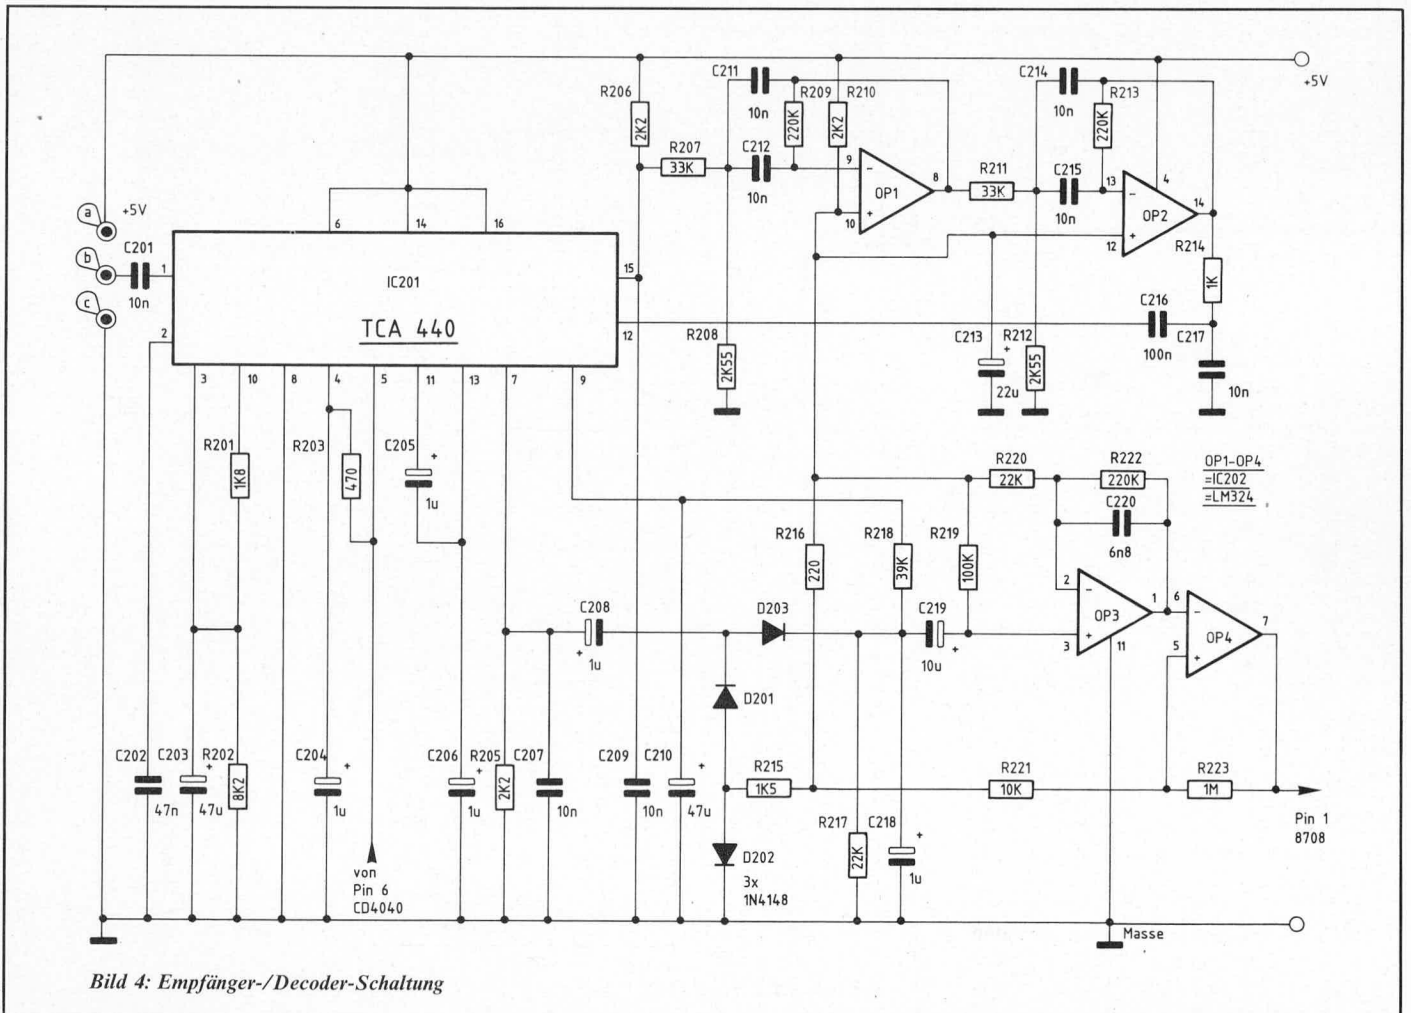 +5V
C211
10n
R209
220K
R210
2K2
C214
10n
R213
220K
R206
2K2
R207
33K
C212
10n
9
−
10
+
OP1
8
R211
33K
C215
10n
13
−
12
+
4
OP2
14
R214
1K
a
+5V
b
C201
10n
c
1
2
6
14
16
IC201
TCA 440
15
12
3
10
8
4
5
11
13
7
9
R208
2K55
C213
+
22u
R212
2K55
C216
100n
C217
10n
R201
1K8
R203
470
C205
+
1u
R220
22K
R222
220K
C220
6n8
OP1-OP4
=IC202
=LM324
R216
220
R218
39K
R219
100K
C208
+
1u
D203
C219
+
10u
2
−
3
+
OP3
1
11
6
−
5
+
OP4
7
D201
C202
47n
C203
+
47u
R202
8K2
C204
+
1u
C206
+
1u
R205
2K2
C207
10n
C209
10n
C210
+
47u
R215
1K5
R221
10K
R223
1M
Pin 1
8708
D202
3x
1N4148
R217
22K
C218
+
1u
von
Pin 6
CD4040
Masse
Bild 4: Empfänger-/Decoder-Schaltung